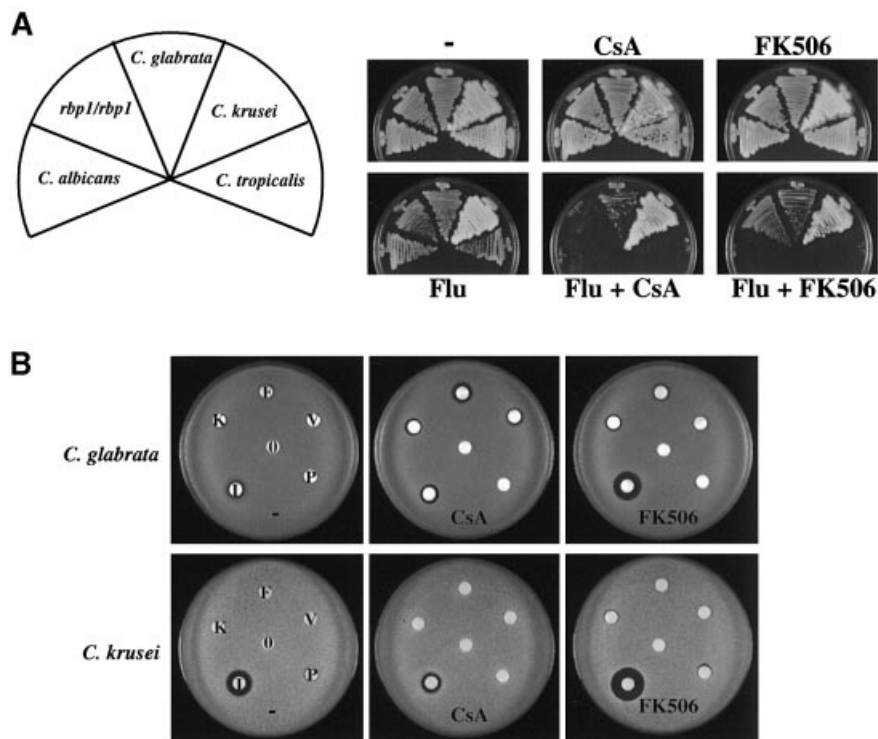 A
C. glabrata
rbp1/rbp1
C. krusei
C. albicans
C. tropicalis
-
CsA
FK506
Flu
Flu + CsA
Flu + FK506
B
C. glabrata
F
K
V
0
I
P
-
CsA
FK506
C. krusei
F
K
V
0
I
P
-
CsA
FK506